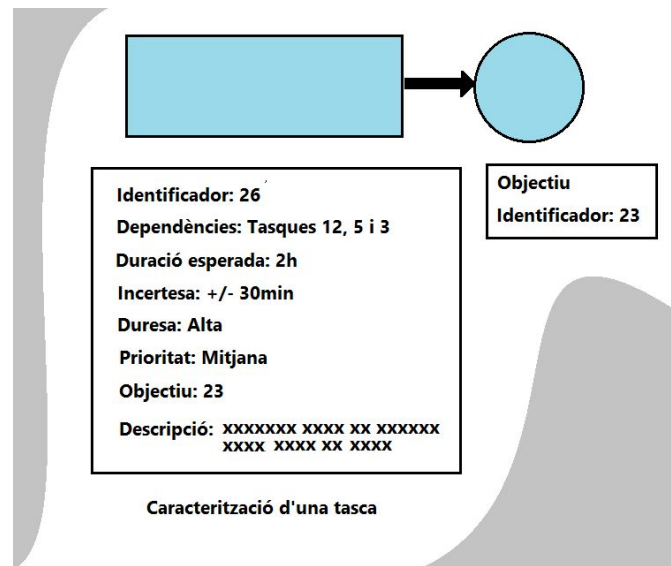 Identificador: 26
Dependències: Tasques 12, 5 i 3
Duració esperada: 2h
Incertesa: +/- 30min
Duresa: Alta
Prioritat: Mitjana
Objectiu: 23
Descripció: xxxxxxx xxxx xx xxxxxx
xxxx xxxx xx xxxx
Objectiu
Identificador: 23
Caracterització d'una tasca